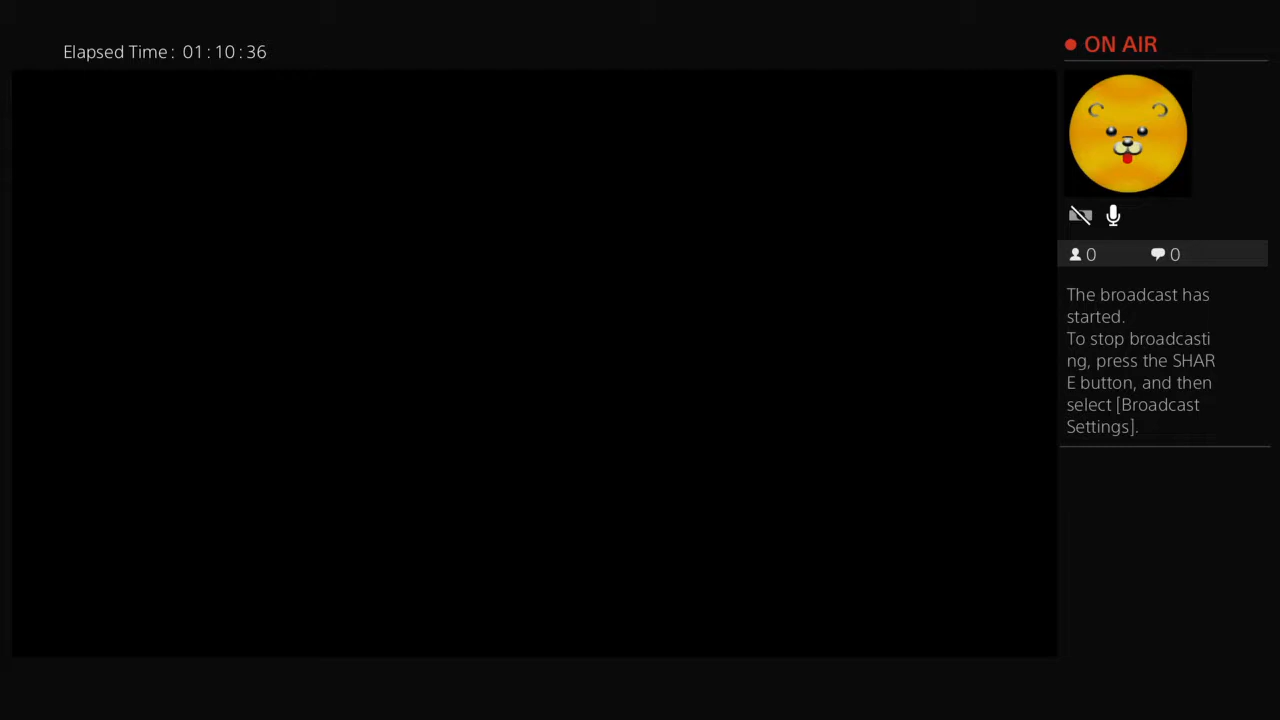 Elapsed Time: 01:10:36
ON AIR
0 0
The broadcast has
started.
To stop broadcasti
ng, press the SHAR
E button, and then
select [Broadcast
Settings].